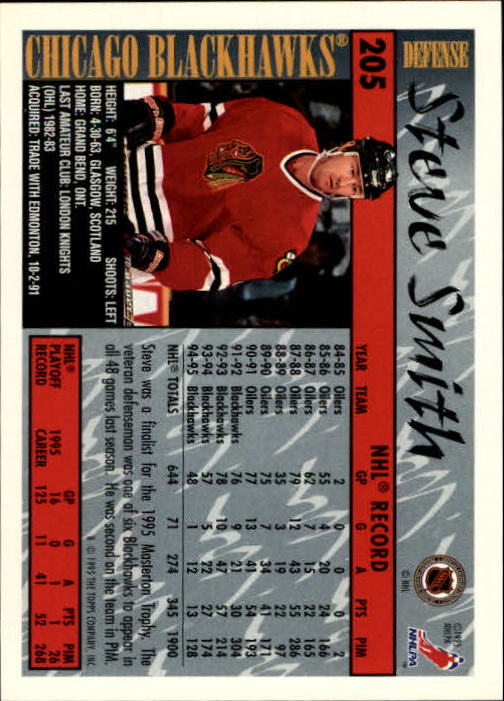 DEFENSE
Steve Smith
©1995 NHLPA
NHLPA
™
NHL
© NHL
205
CHICAGO BLACKHAWKS®
HEIGHT: 6'4" WEIGHT: 215 SHOOTS: LEFT
BORN: 4-30-63, GLASGOW, SCOTLAND
HOME: GRAND BEND, ONT.
LAST AMATEUR CLUB: LONDON KNIGHTS
(OHL) 1982-83
ACQUIRED: TRADE WITH EDMONTON, 10-2-91
NHL® RECORD
YEAR TEAM GP G A PTS PIM
84-85 Oilers 2 0 0 0 2
85-86 Oilers 55 4 20 24 166
86-87 Oilers 62 7 15 22 165
87-88 Oilers 79 12 43 55 286
88-89 Oilers 35 3 19 22 97
89-90 Oilers 75 7 34 41 171
90-91 Oilers 77 13 41 54 193
91-92 Blackhawks 76 9 21 30 304
92-93 Blackhawks 78 10 47 57 214
93-94 Blackhawks 57 5 22 27 174
94-95 Blackhawks 48 1 12 13 128
NHL® TOTALS 644 71 274 345 1900
Steve was a finalist for the 1995 Masterton Trophy. The
veteran defenseman was one of six Blackhawks to appear in
all 48 games last season. He was second on the team in PIM.
® © 1995 THE TOPPS COMPANY, INC.
NHL® GP G A PTS PIM
PLAYOFF 1995 16 0 1 1 26
RECORD CAREER 125 11 41 52 268